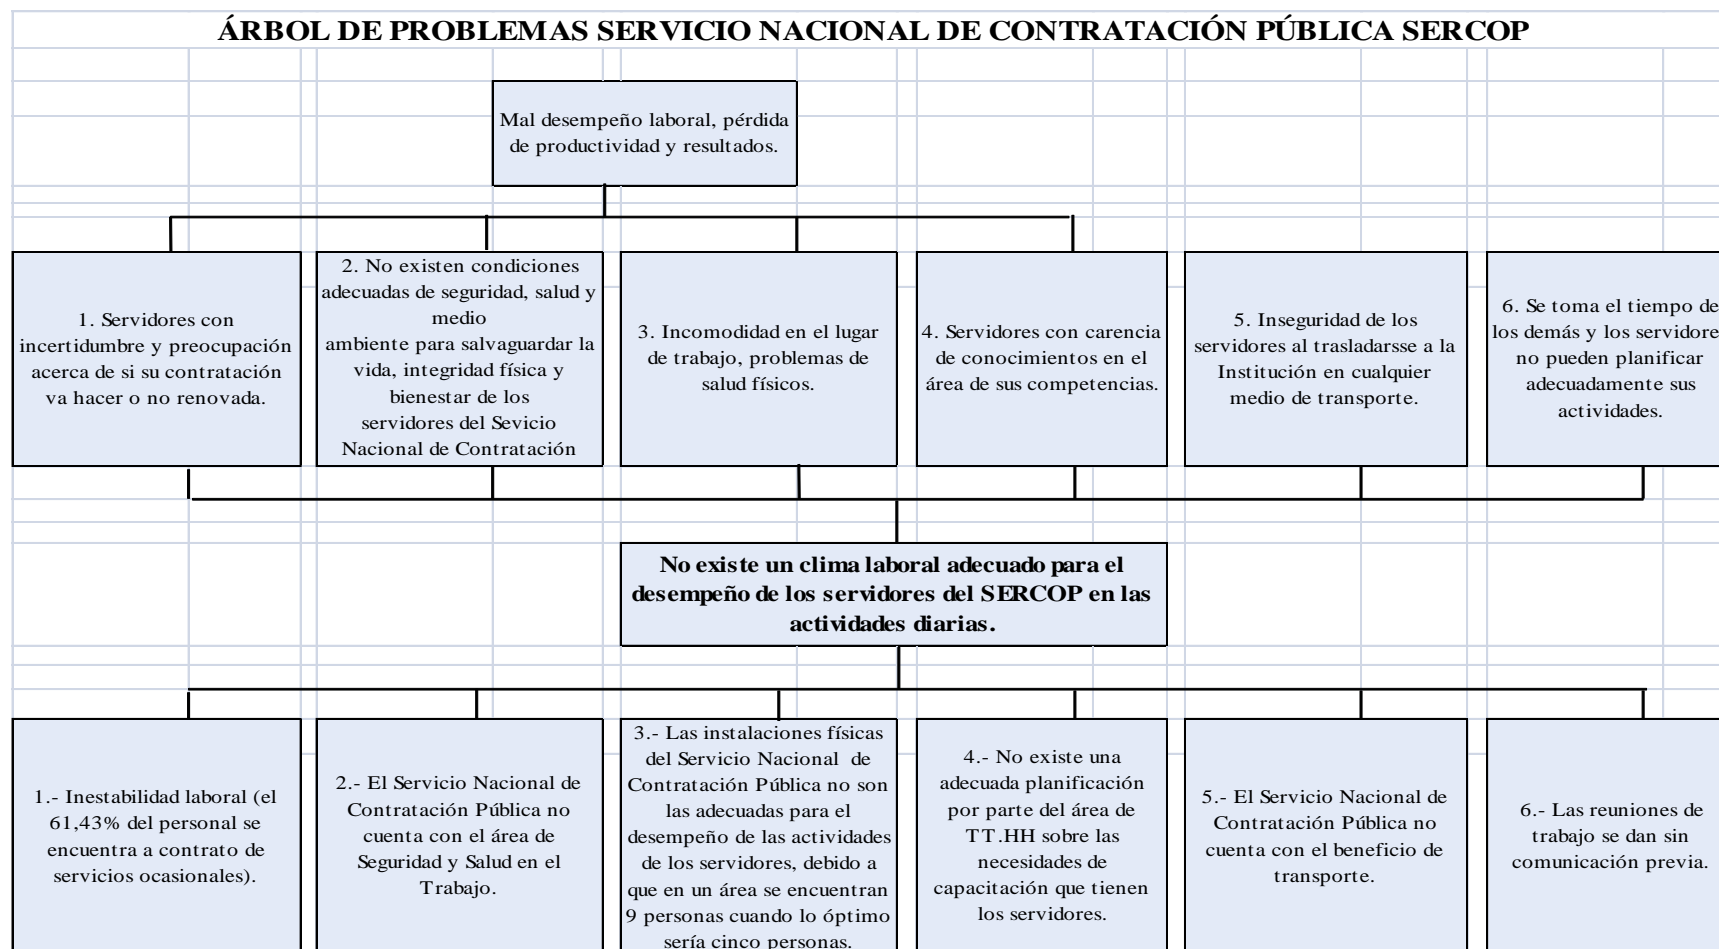 ÁRBOL DE PROBLEMAS SERVICIO NACIONAL DE CONTRATACIÓN PÚBLICA SERCOP
Mal desempeño laboral, pérdida
de productividad y resultados.
1. Servidores con
incertidumbre y preocupación
acerca de si su contratación
va hacer o no renovada.
2. No existen condiciones
adecuadas de seguridad, salud y
medio
ambiente para salvaguardar la
vida, integridad física y
bienestar de los
servidores del Sevicio
Nacional de Contratación
3. Incomodidad en el lugar
de trabajo, problemas de
salud físicos.
4. Servidores con carencia
de conocimientos en el
área de sus competencias.
5. Inseguridad de los
servidores al trasladarsse a la
Institución en cualquier
medio de transporte.
6. Se toma el tiempo de
los demás y los servidore
no pueden planificar
adecuadamente sus
actividades.
No existe un clima laboral adecuado para el
desempeño de los servidores del SERCOP en las
actividades diarias.
1.- Inestabilidad laboral (el
61,43% del personal se
encuentra a contrato de
servicios ocasionales).
2.- El Servicio Nacional de
Contratación Pública no
cuenta con el área de
Seguridad y Salud en el
Trabajo.
3.- Las instalaciones físicas
del Servicio Nacional de
Contratación Pública no son
las adecuadas para el
desempeño de las actividades
de los servidores, debido a
que en un área se encuentran
9 personas cuando lo óptimo
sería cinco personas.
4.- No existe una
adecuada planificación
por parte del área de
TT.HH sobre las
necesidades de
capacitación que tienen
los servidores.
5.- El Servicio Nacional de
Contratación Pública no
cuenta con el beneficio de
transporte.
6.- Las reuniones de
trabajo se dan sin
comunicación previa.